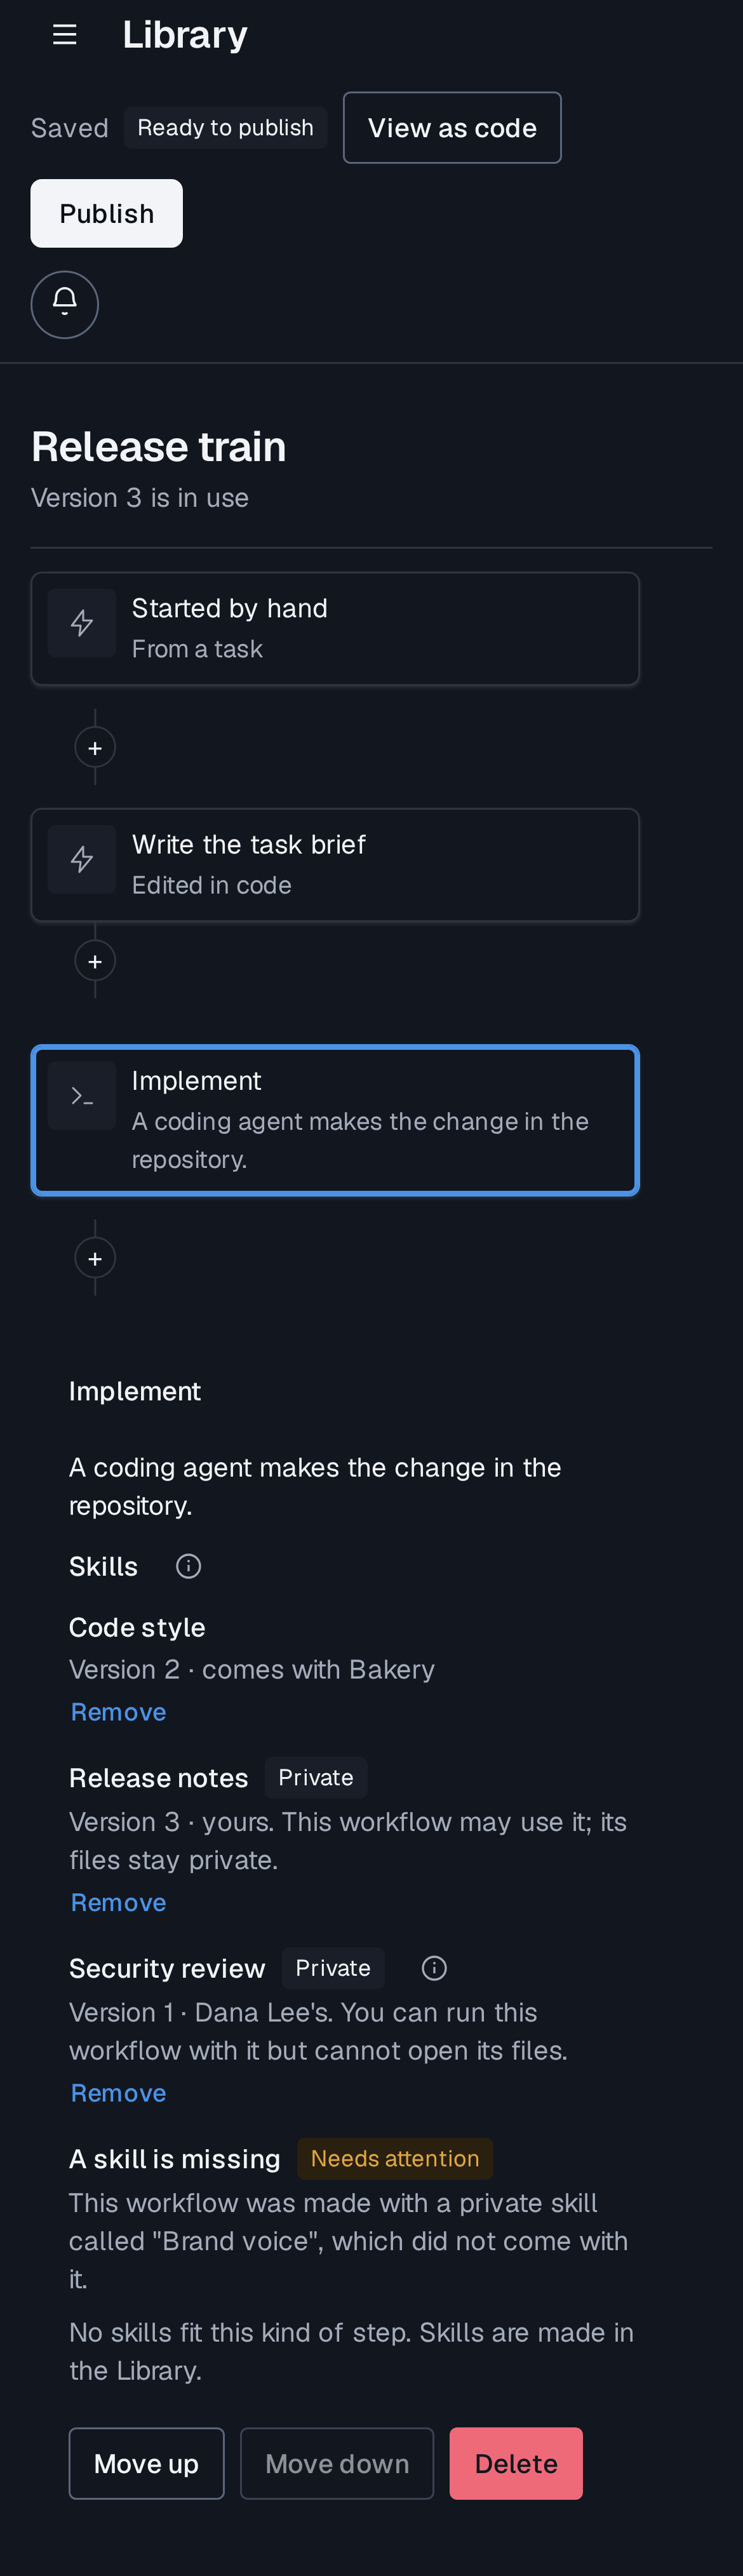 Library
Saved
Ready to publish
View as code
Publish
Release train
Version 3 is in use
Started by hand
From a task
+
Write the task brief
Edited in code
+
Implement
A coding agent makes the change in the
repository.
+
Implement
A coding agent makes the change in the
repository.
Skills
Code style
Version 2 · comes with Bakery
Remove
Release notes Private
Version 3 · yours. This workflow may use it; its
files stay private.
Remove
Security review Private
Version 1 · Dana Lee's. You can run this
workflow with it but cannot open its files.
Remove
A skill is missing Needs attention
This workflow was made with a private skill
called "Brand voice", which did not come with
it.
No skills fit this kind of step. Skills are made in
the Library.
Move up Move down Delete